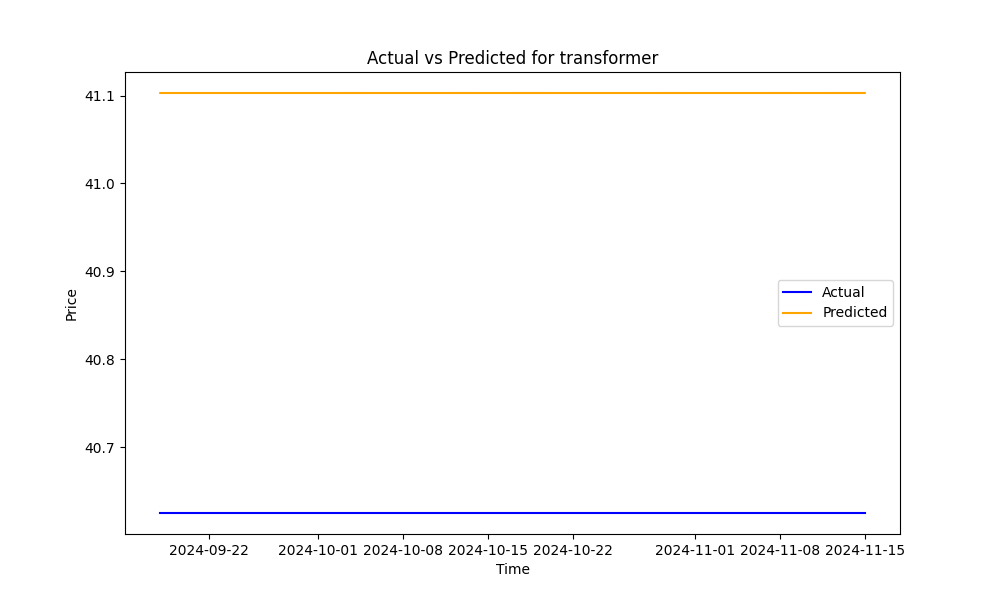 Actual vs Predicted for transformer
41.1
41.0
40.9
40.8
40.7
Price
Actual
Predicted
2024-09-22 2024-10-01 2024-10-08 2024-10-15 2024-10-22 2024-11-01 2024-11-08 2024-11-15
Time